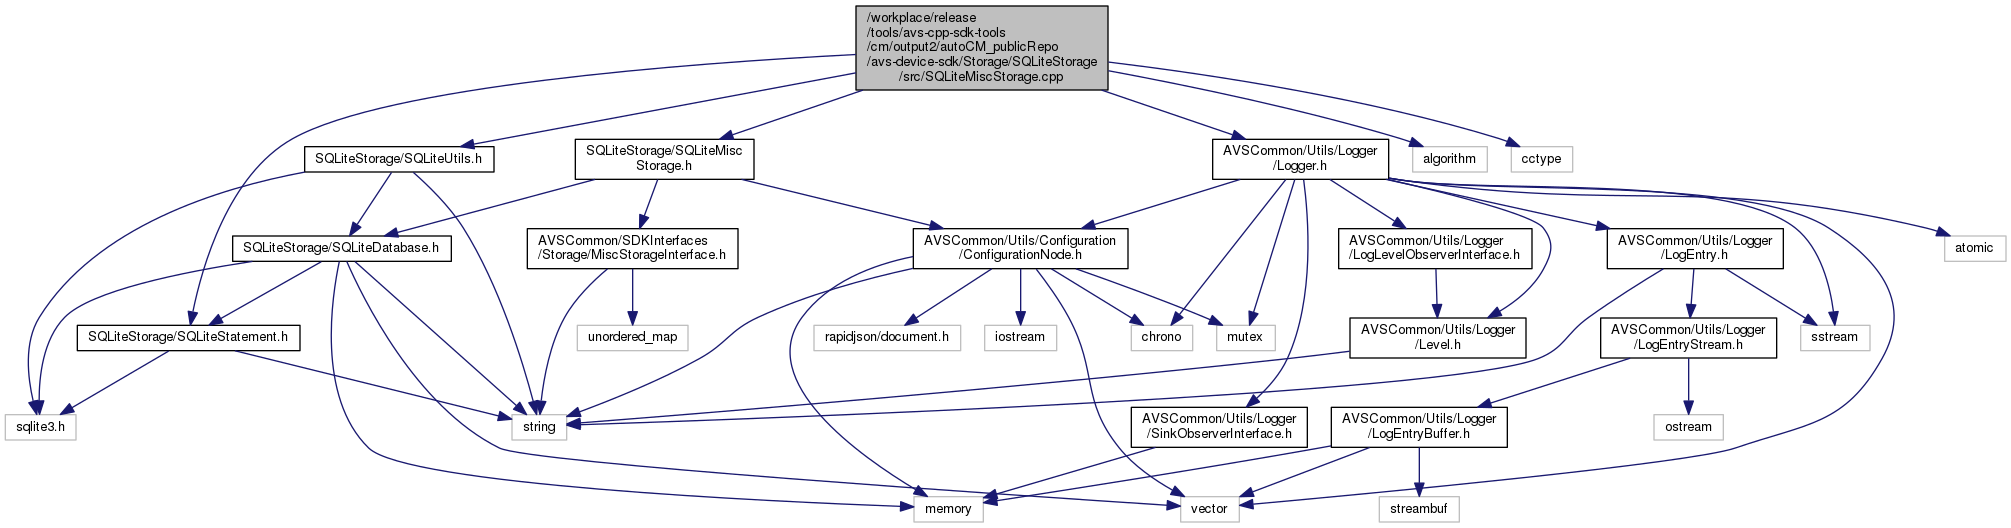 /workplace/release
/tools/avs-cpp-sdk-tools
/cm/output2/autoCM_publicRepo
/avs-device-sdk/Storage/SQLiteStorage
/src/SQLiteMiscStorage.cpp
SQLiteStorage/SQLiteUtils.h
SQLiteStorage/SQLiteMisc
Storage.h
AVSCommon/Utils/Logger
/Logger.h
algorithm
cctype
SQLiteStorage/SQLiteDatabase.h
AVSCommon/SDKInterfaces
/Storage/MiscStorageInterface.h
AVSCommon/Utils/Configuration
/ConfigurationNode.h
AVSCommon/Utils/Logger
/LogLevelObserverInterface.h
AVSCommon/Utils/Logger
/LogEntry.h
atomic
SQLiteStorage/SQLiteStatement.h
unordered_map
rapidjson/document.h
iostream
chrono
mutex
AVSCommon/Utils/Logger
/Level.h
AVSCommon/Utils/Logger
/LogEntryStream.h
sstream
sqlite3.h
string
AVSCommon/Utils/Logger
/SinkObserverInterface.h
AVSCommon/Utils/Logger
/LogEntryBuffer.h
ostream
memory
vector
streambuf